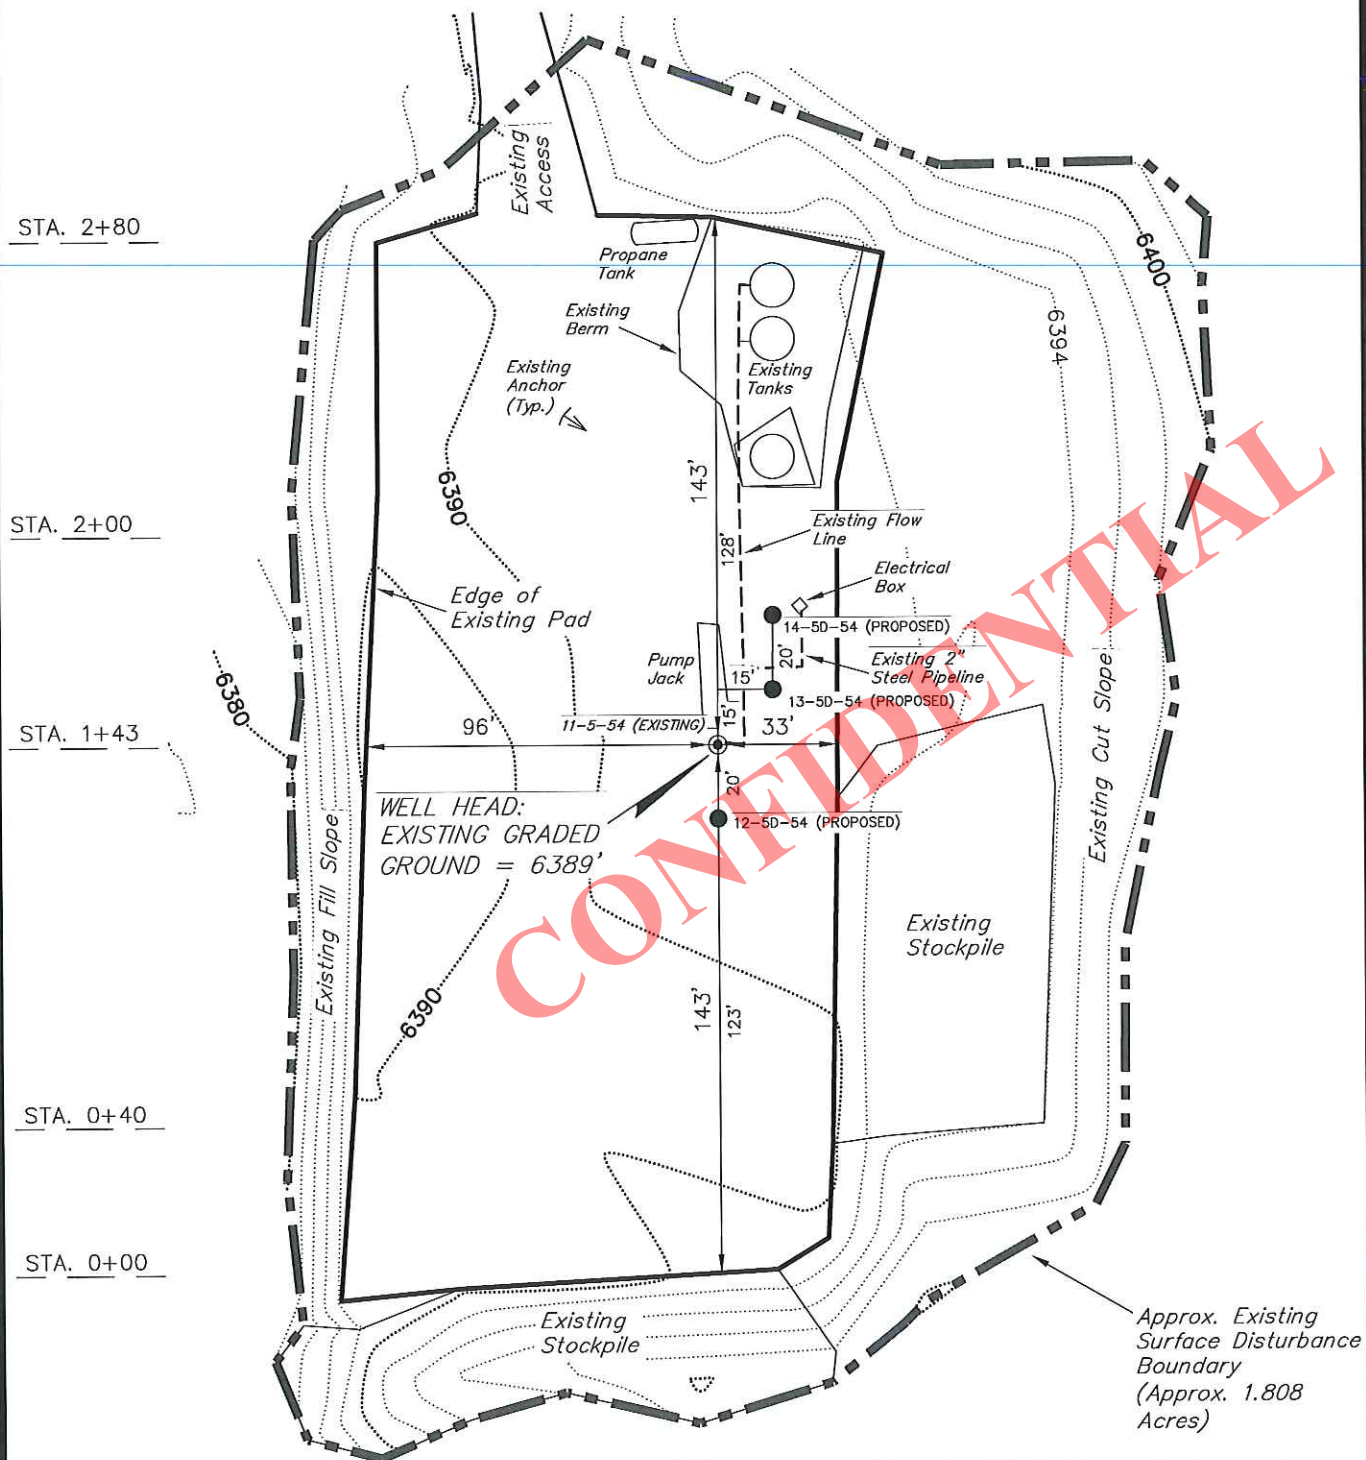 Existing
Access
STA. 2+80
Propane
Tank
6400
Existing
Berm
6394
Existing
Anchor
(Typ.)
Existing
Tanks
143'
6390
STA. 2+00
Existing Flow
Line
128'
Electrical
Box
Edge of
Existing Pad
14-5D-54 (PROPOSED)
20'
Pump
Jack
15'
Existing 2"
Steel Pipeline
6380
13-5D-54 (PROPOSED)
STA. 1+43
96'
11-5-54 (EXISTING)
15'
33'
Existing Cut Slope
20'
WELL HEAD:
EXISTING GRADED
GROUND = 6389'
12-5D-54 (PROPOSED)
CONFIDENTIAL
Existing Fill Slope
Existing
Stockpile
6390
143'
123'
STA. 0+40
STA. 0+00
Existing
Stockpile
Approx. Existing
Surface Disturbance
Boundary
(Approx. 1.808
Acres)